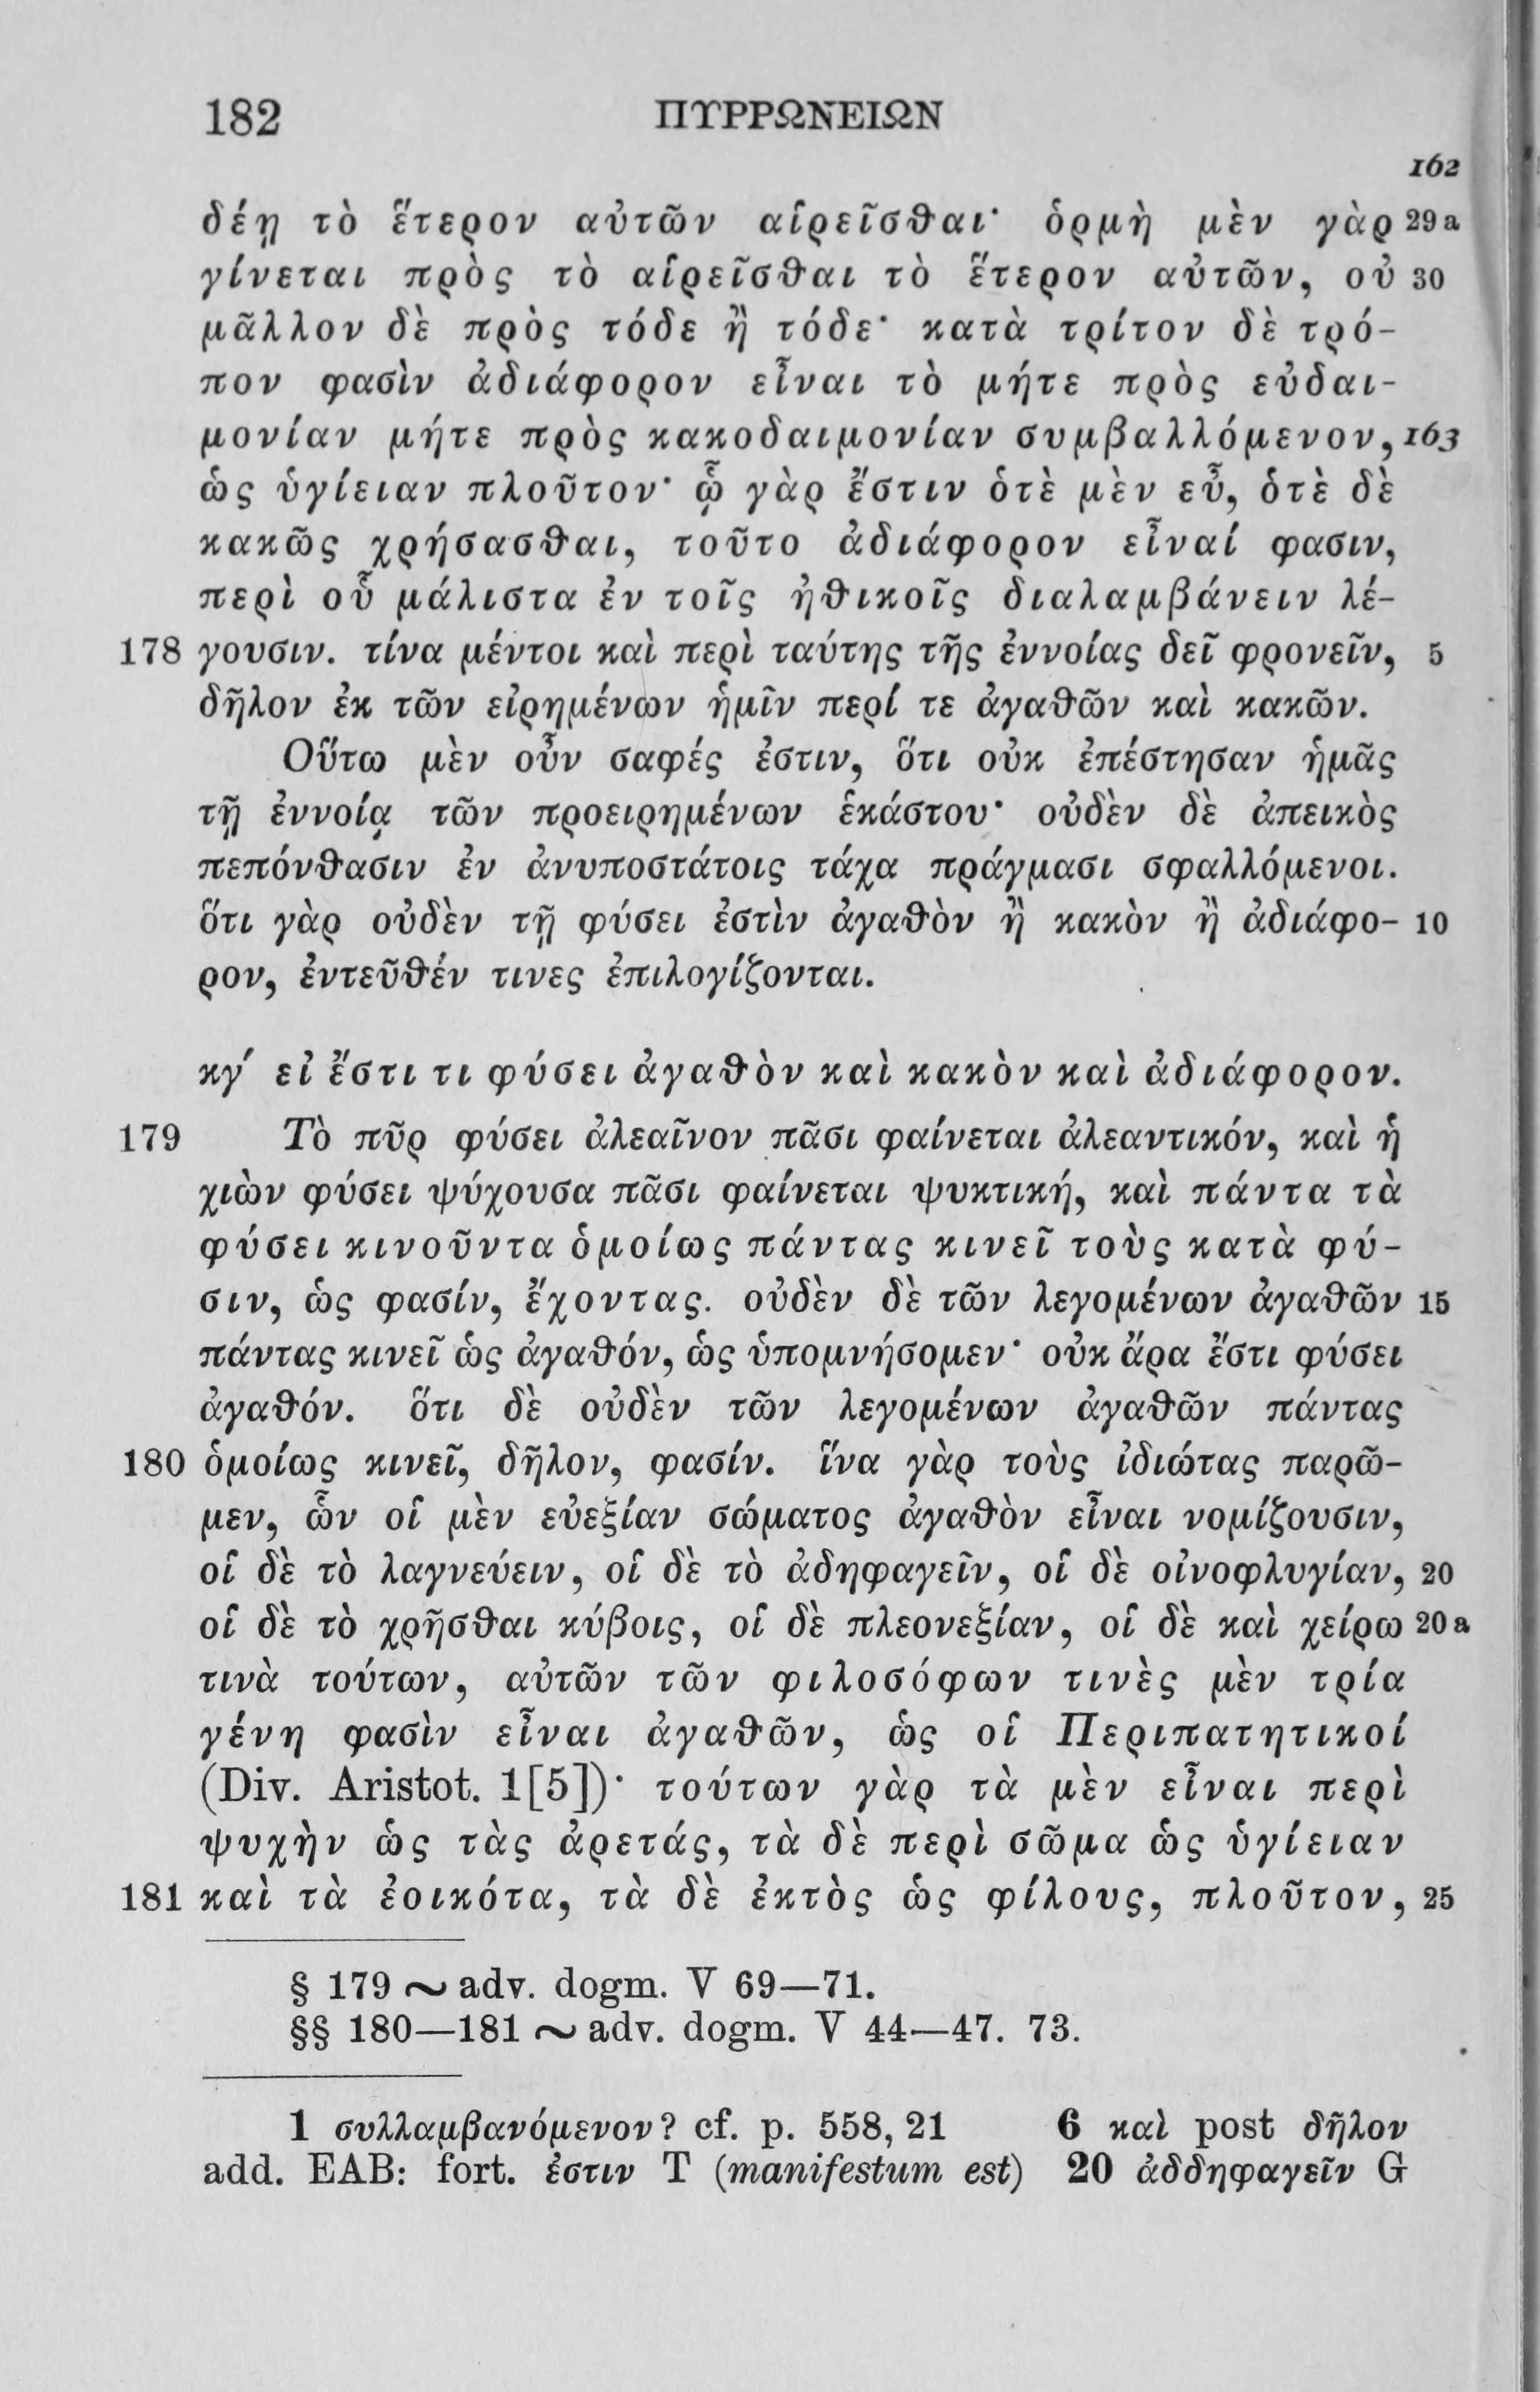 182 ΠΥΡΡΩΝΕΙΩΝ
162
δέῃ τὸ ἕτερον αὐτῶν αἱρεῖσθαι· ὁρμὴ μὲν γὰρ 29a
γίνεται πρὸς τὸ αἱρεῖσθαι τὸ ἕτερον αὐτῶν, οὐ 30
μᾶλλον δὲ πρὸς τόδε ἢ τόδε· κατὰ τρίτον δὲ τρό-
πον φασὶν ἀδιάφορον εἶναι τὸ μήτε πρὸς εὐδαι-
μονίαν μήτε πρὸς κακοδαιμονίαν συμβαλλόμενον, 163
ὡς ὑγίειαν πλοῦτον· ᾧ γὰρ ἔστιν ὁτὲ μὲν εὖ, ὁτὲ δὲ
κακῶς χρήσασθαι, τοῦτο ἀδιάφορον εἶναί φασιν,
περὶ οὗ μάλιστα ἐν τοῖς ἠθικοῖς διαλαμβάνειν λέ-
178 γουσιν. τίνα μέντοι καὶ περὶ ταύτης τῆς ἐννοίας δεῖ φρονεῖν, 5
δῆλον ἐκ τῶν εἰρημένων ἡμῖν περί τε ἀγαθῶν καὶ κακῶν.
Οὕτω μὲν οὖν σαφές ἐστιν, ὅτι οὐκ ἐπέστησαν ἡμᾶς
τῇ ἐννοίᾳ τῶν προειρημένων ἑκάστου· οὐδὲν δὲ ἀπεικὸς
πεπόνθασιν ἐν ἀνυποστάτοις τάχα πράγμασι σφαλλόμενοι.
ὅτι γὰρ οὐδὲν τῇ φύσει ἐστὶν ἀγαθὸν ἢ κακὸν ἢ ἀδιάφο- 10
ρον, ἐντεῦθέν τινες ἐπιλογίζονται.
κγ′ εἰ ἔστι τι φύσει ἀγαθὸν καὶ κακὸν καὶ ἀδιάφορον.
179 Τὸ πῦρ φύσει ἀλεαῖνον πᾶσι φαίνεται ἀλεαντικόν, καὶ ἡ
χιὼν φύσει ψύχουσα πᾶσι φαίνεται ψυκτική, καὶ πάντα τὰ
φύσει κινοῦντα ὁμοίως πάντας κινεῖ τοὺς κατὰ φύ-
σιν, ὥς φασίν, ἔχοντας. οὐδὲν δὲ τῶν λεγομένων ἀγαθῶν 15
πάντας κινεῖ ὡς ἀγαθόν, ὡς ὑπομνήσομεν· οὐκ ἄρα ἔστι φύσει
ἀγαθόν. ὅτι δὲ οὐδὲν τῶν λεγομένων ἀγαθῶν πάντας
180 ὁμοίως κινεῖ, δῆλον, φασίν. ἵνα γὰρ τοὺς ἰδιώτας παρῶ-
μεν, ὧν οἱ μὲν εὐεξίαν σώματος ἀγαθὸν εἶναι νομίζουσιν,
οἱ δὲ τὸ λαγνεύειν, οἱ δὲ τὸ ἀδηφαγεῖν, οἱ δὲ οἰνοφλυγίαν, 20
οἱ δὲ τὸ χρῆσθαι κύβοις, οἱ δὲ πλεονεξίαν, οἱ δὲ καὶ χείρω 20a
τινὰ τούτων, αὐτῶν τῶν φιλοσόφων τινὲς μὲν τρία
γένη φασὶν εἶναι ἀγαθῶν, ὡς οἱ Περιπατητικοί
(Div. Aristot. 1[5])· τούτων γὰρ τὰ μὲν εἶναι περὶ
ψυχὴν ὡς τὰς ἀρετάς, τὰ δὲ περὶ σῶμα ὡς ὑγίειαν
181 καὶ τὰ ἐοικότα, τὰ δὲ ἐκτὸς ὡς φίλους, πλοῦτον, 25
§ 179 ∼ adv. dogm. V 69—71.
§§ 180—181 ∼ adv. dogm. V 44—47. 73.
1 συλλαμβανόμενον? cf. p. 558, 21 6 καὶ post δῆλον
add. EAB: fort. ἐστιν T (manifestum est) 20 ἀδδηφαγεῖν G